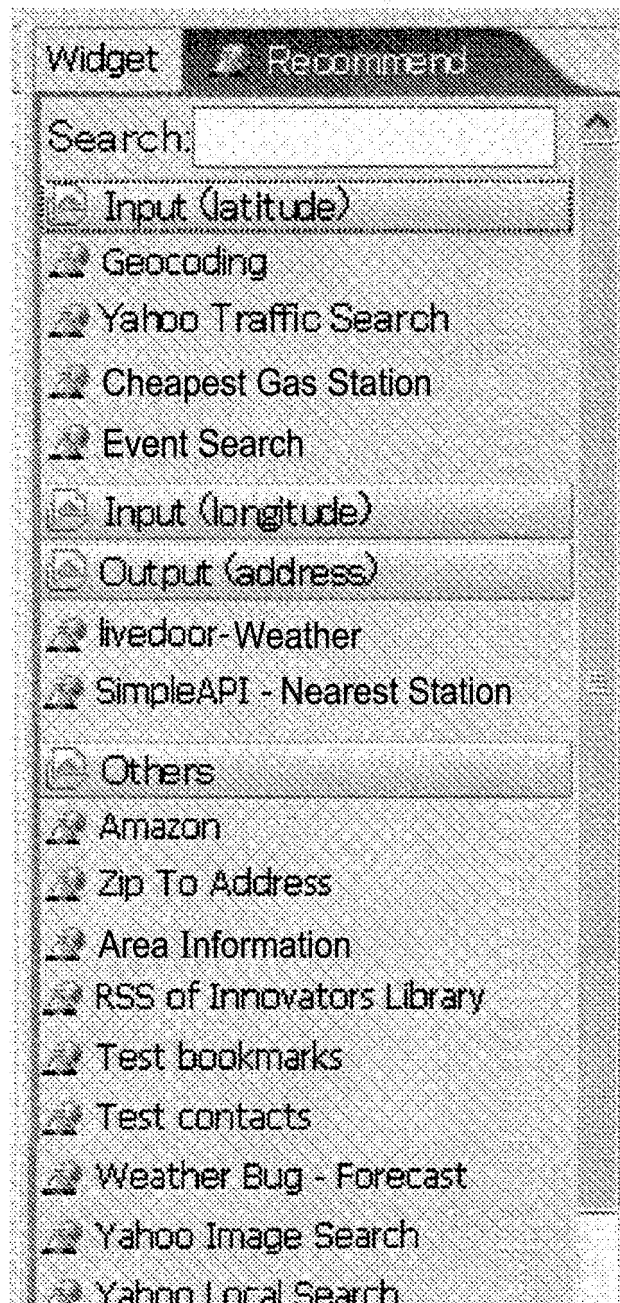 Widget Recommend
Search:
Input (latitude)
Geocoding
Yahoo Traffic Search
Cheapest Gas Station
Event Search
Input (longitude)
Output (address)
livedoor-Weather
SimpleAPI - Nearest Station
Others
Amazon
Zip To Address
Area Information
RSS of Innovators Library
Test bookmarks
Test contacts
Weather Bug - Forecast
Yahoo Image Search
Yahoo Local Search